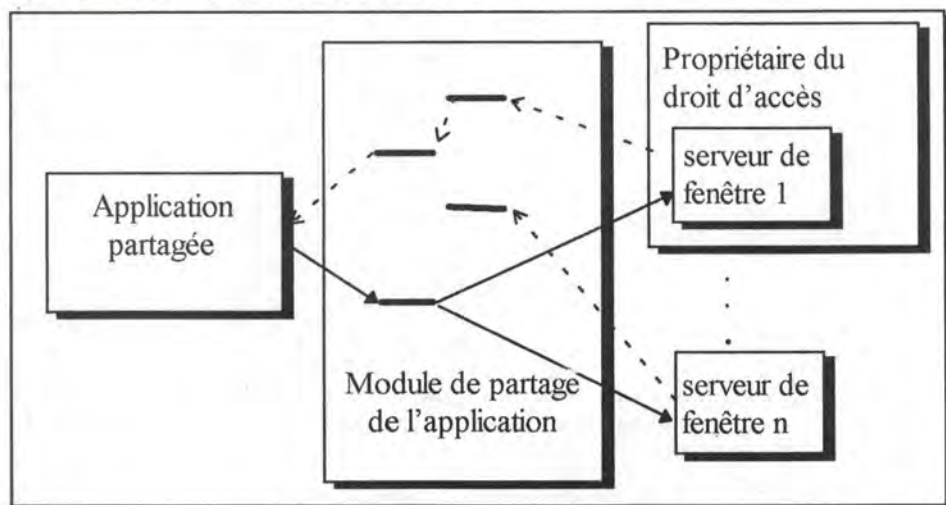 Application
partagée
Module de partage
de l'application
Propriétaire du
droit d'accès
serveur de
fenêtre 1
serveur de
fenêtre n